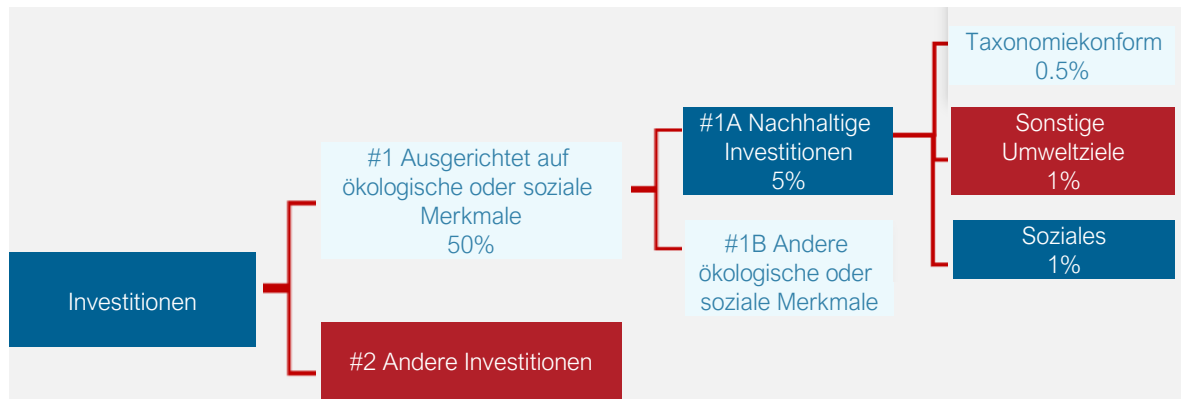 Investitionen
#1 Ausgerichtet auf
ökologische oder soziale
Merkmale
50%
#2 Andere Investitionen
#1A Nachhaltige
Investitionen
5%
#1B Andere
ökologische oder
soziale Merkmale
Taxonomiekonform
0.5%
Sonstige
Umweltziele
1%
Soziales
1%